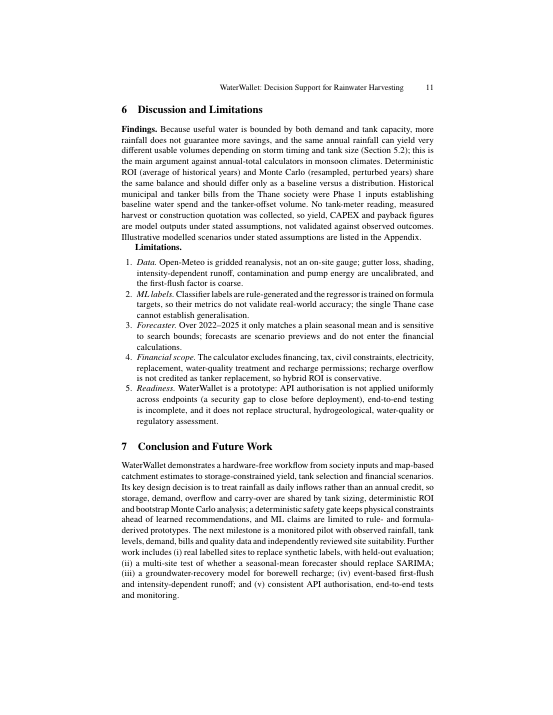 WaterWallet: Decision Support for Rainwater Harvesting 11
6 Discussion and Limitations
Findings. Because useful water is bounded by both demand and tank capacity, more
rainfall does not guarantee more savings, and the same annual rainfall can yield very
different usable volumes depending on storm timing and tank size (Section 5.2); this is
the main argument against annual-total calculators in monsoon climates. Deterministic
ROI (average of historical years) and Monte Carlo (resampled, perturbed years) share
the same balance and should differ only as a baseline versus a distribution. Historical
municipal and tanker bills from the Thane society were Phase 1 inputs establishing
baseline water spend and the tanker-offset volume. No tank-meter reading, measured
harvest or construction quotation was collected, so yield, CAPEX and payback figures
are model outputs under stated assumptions, not validated against observed outcomes.
Illustrative modelled scenarios under stated assumptions are listed in the Appendix.
Limitations.
1. Data. Open-Meteo is gridded reanalysis, not an on-site gauge; gutter loss, shading,
intensity-dependent runoff, contamination and pump energy are uncalibrated, and
the first-flush factor is coarse.
2. ML labels. Classifier labels are rule-generated and the regressor is trained on formula
targets, so their metrics do not validate real-world accuracy; the single Thane case
cannot establish generalisation.
3. Forecaster. Over 2022–2025 it only matches a plain seasonal mean and is sensitive
to search bounds; forecasts are scenario previews and do not enter the financial
calculations.
4. Financial scope. The calculator excludes financing, tax, civil constraints, electricity,
replacement, water-quality treatment and recharge permissions; recharge overflow
is not credited as tanker replacement, so hybrid ROI is conservative.
5. Readiness. WaterWallet is a prototype: API authorisation is not applied uniformly
across endpoints (a security gap to close before deployment), end-to-end testing
is incomplete, and it does not replace structural, hydrogeological, water-quality or
regulatory assessment.
7 Conclusion and Future Work
WaterWallet demonstrates a hardware-free workflow from society inputs and map-based
catchment estimates to storage-constrained yield, tank selection and financial scenarios.
Its key design decision is to treat rainfall as daily inflows rather than an annual credit, so
storage, demand, overflow and carry-over are shared by tank sizing, deterministic ROI
and bootstrap Monte Carlo analysis; a deterministic safety gate keeps physical constraints
ahead of learned recommendations, and ML claims are limited to rule- and formula-
derived prototypes. The next milestone is a monitored pilot with observed rainfall, tank
levels, demand, bills and quality data and independently reviewed site suitability. Further
work includes (i) real labelled sites to replace synthetic labels, with held-out evaluation;
(ii) a multi-site test of whether a seasonal-mean forecaster should replace SARIMA;
(iii) a groundwater-recovery model for borewell recharge; (iv) event-based first-flush
and intensity-dependent runoff; and (v) consistent API authorisation, end-to-end tests
and monitoring.